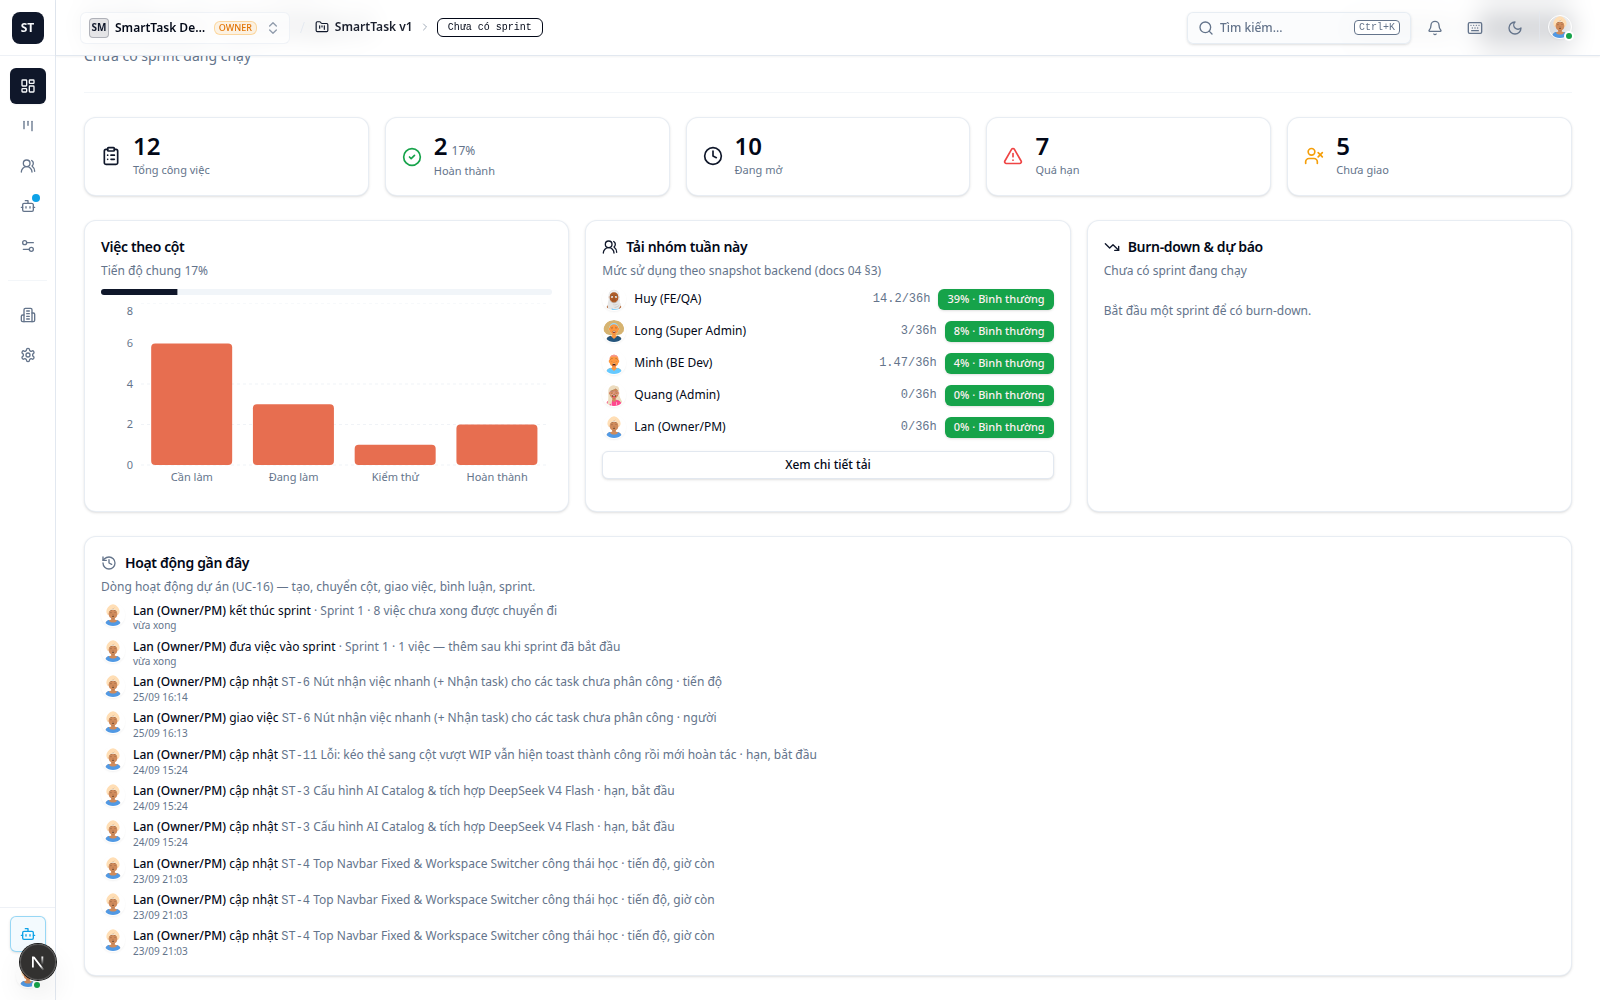 ST
SM SmartTask De... OWNER
SmartTask v1
Chưa có sprint
Tìm kiếm...
Ctrl+K
Chưa có sprint đang chạy
12
Tổng công việc
2 17%
Hoàn thành
10
Đang mở
7
Quá hạn
5
Chưa giao
Việc theo cột
Tiến độ chung 17%
8
6
4
2
0
Cần làm
Đang làm
Kiểm thử
Hoàn thành
Tải nhóm tuần này
Mức sử dụng theo snapshot backend (docs 04 §3)
Huy (FE/QA) 14.2/36h 39% · Bình thường
Long (Super Admin) 3/36h 8% · Bình thường
Minh (BE Dev) 1.47/36h 4% · Bình thường
Quang (Admin) 0/36h 0% · Bình thường
Lan (Owner/PM) 0/36h 0% · Bình thường
Xem chi tiết tải
Burn-down & dự báo
Chưa có sprint đang chạy
Bắt đầu một sprint để có burn-down.
Hoạt động gần đây
Dòng hoạt động dự án (UC-16) — tạo, chuyển cột, giao việc, bình luận, sprint.
Lan (Owner/PM) kết thúc sprint · Sprint 1 · 8 việc chưa xong được chuyển đi
vừa xong
Lan (Owner/PM) đưa việc vào sprint · Sprint 1 · 1 việc — thêm sau khi sprint đã bắt đầu
vừa xong
Lan (Owner/PM) cập nhật ST-6 Nút nhận việc nhanh (+ Nhận task) cho các task chưa phân công · tiến độ
25/09 16:14
Lan (Owner/PM) giao việc ST-6 Nút nhận việc nhanh (+ Nhận task) cho các task chưa phân công · người
25/09 16:13
Lan (Owner/PM) cập nhật ST-11 Lỗi: kéo thẻ sang cột vượt WIP vẫn hiện toast thành công rồi mới hoàn tác · hạn, bắt đầu
24/09 15:24
Lan (Owner/PM) cập nhật ST-3 Cấu hình AI Catalog & tích hợp DeepSeek V4 Flash · hạn, bắt đầu
24/09 15:24
Lan (Owner/PM) cập nhật ST-3 Cấu hình AI Catalog & tích hợp DeepSeek V4 Flash · hạn, bắt đầu
24/09 15:24
Lan (Owner/PM) cập nhật ST-4 Top Navbar Fixed & Workspace Switcher công thái học · tiến độ, giờ còn
23/09 21:03
Lan (Owner/PM) cập nhật ST-4 Top Navbar Fixed & Workspace Switcher công thái học · tiến độ, giờ còn
23/09 21:03
Lan (Owner/PM) cập nhật ST-4 Top Navbar Fixed & Workspace Switcher công thái học · tiến độ, giờ còn
23/09 21:03
N